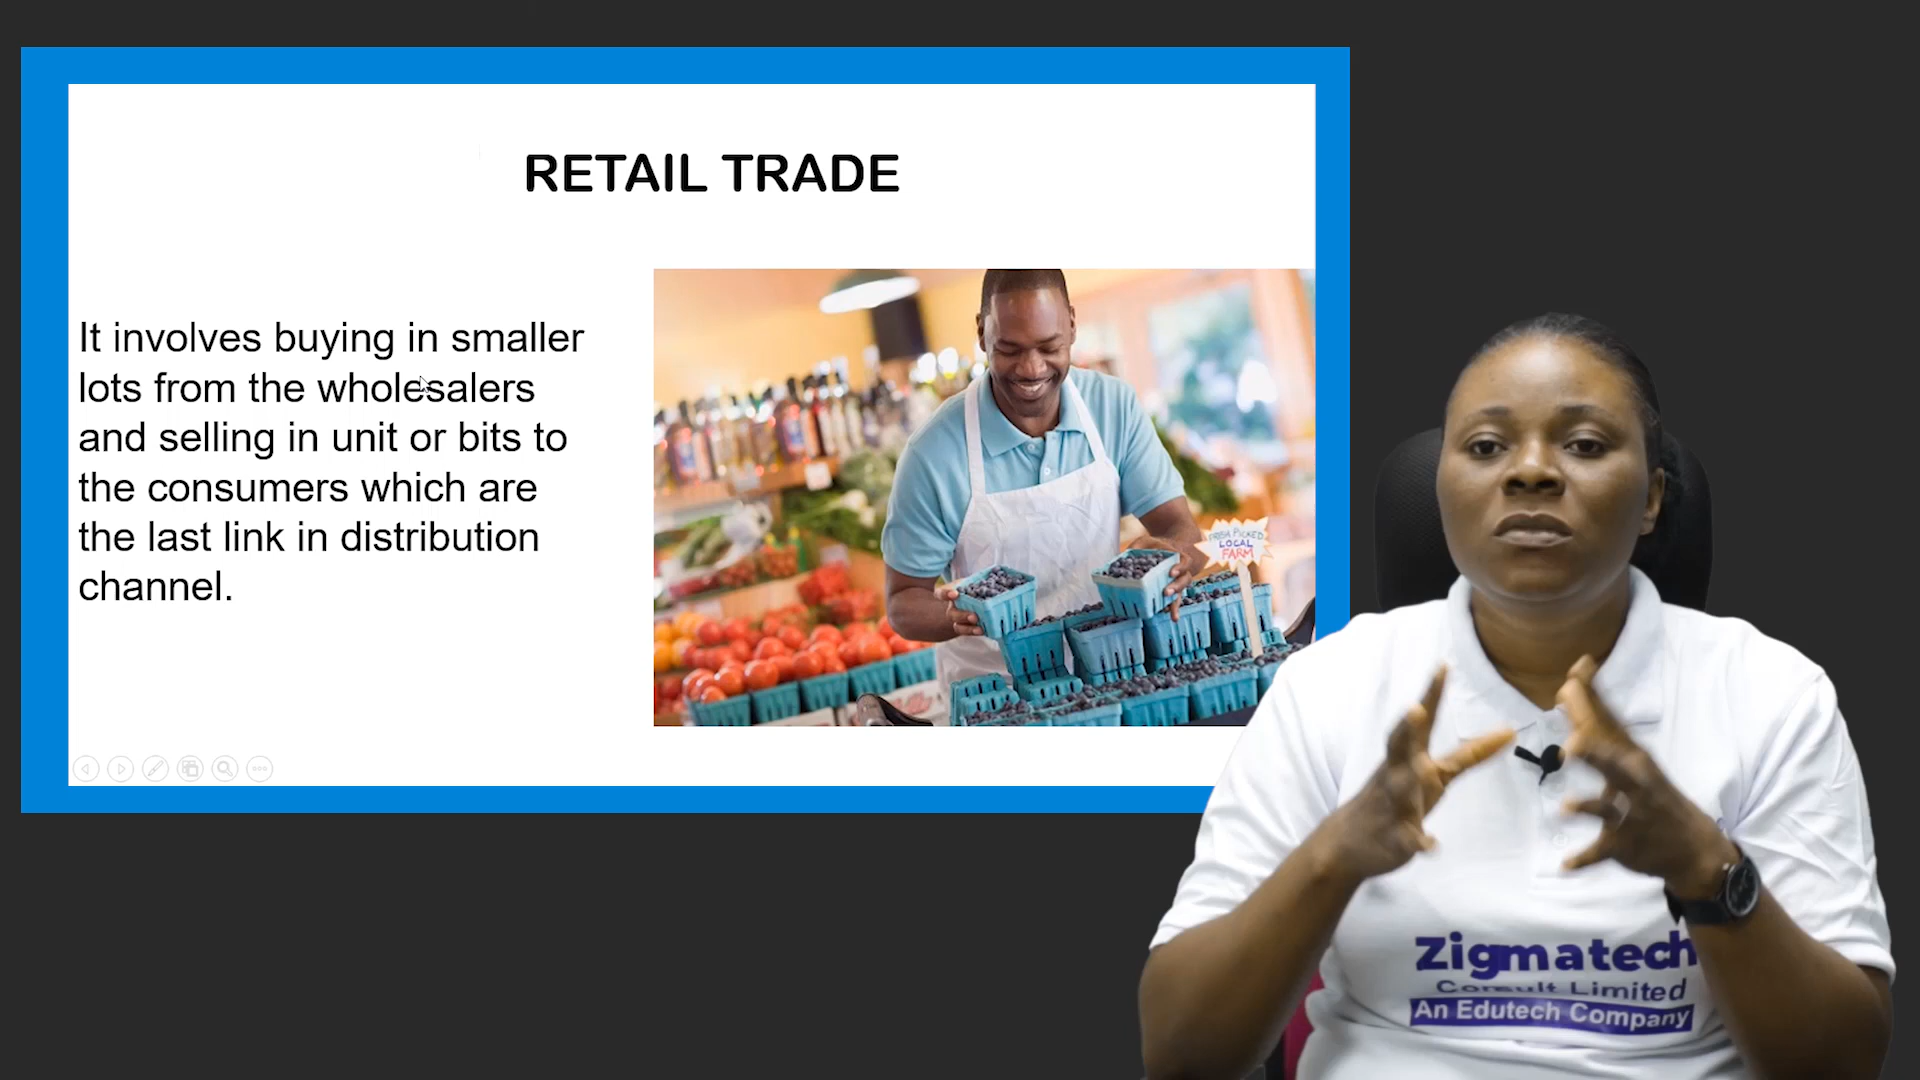 RETAIL TRADE
It involves buying in smaller
lots from the wholesalers
and selling in unit or bits to
the consumers which are
the last link in distribution
channel.
FRESH PICKED
LOCAL
FARM
Zigmatech
Consult Limited
An Edutech Company